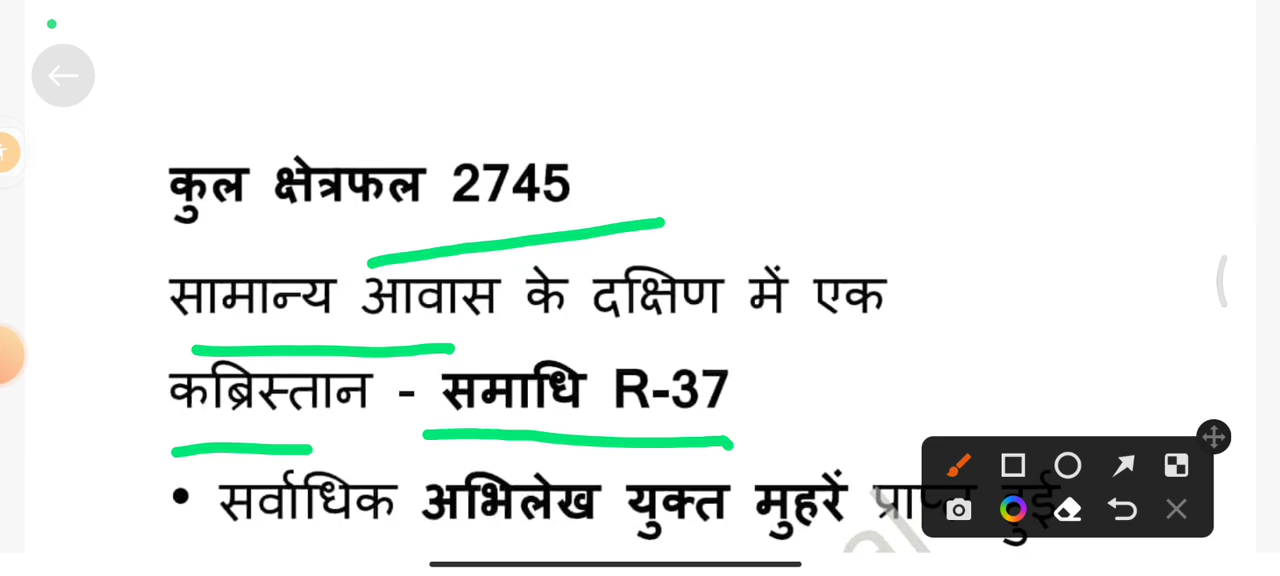 कुल क्षेत्रफल 2745
सामान्य आवास के दक्षिण में एक
कब्रिस्तान - समाधि R-37
• सर्वाधिक अभिलेख युक्त मुहरें प्राप्त हुई